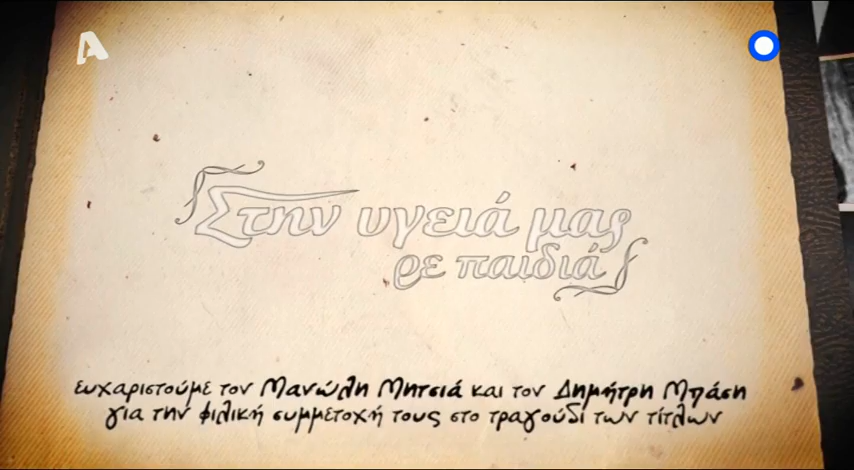 Α
Στην υγειά μας
ρε παιδιά
ευχαριστούμε τον Μανώλη Μητσιά και τον Δημήτρη Μπάση
για την φιλική συμμετοχή τους στο τραγούδι των τίτλων